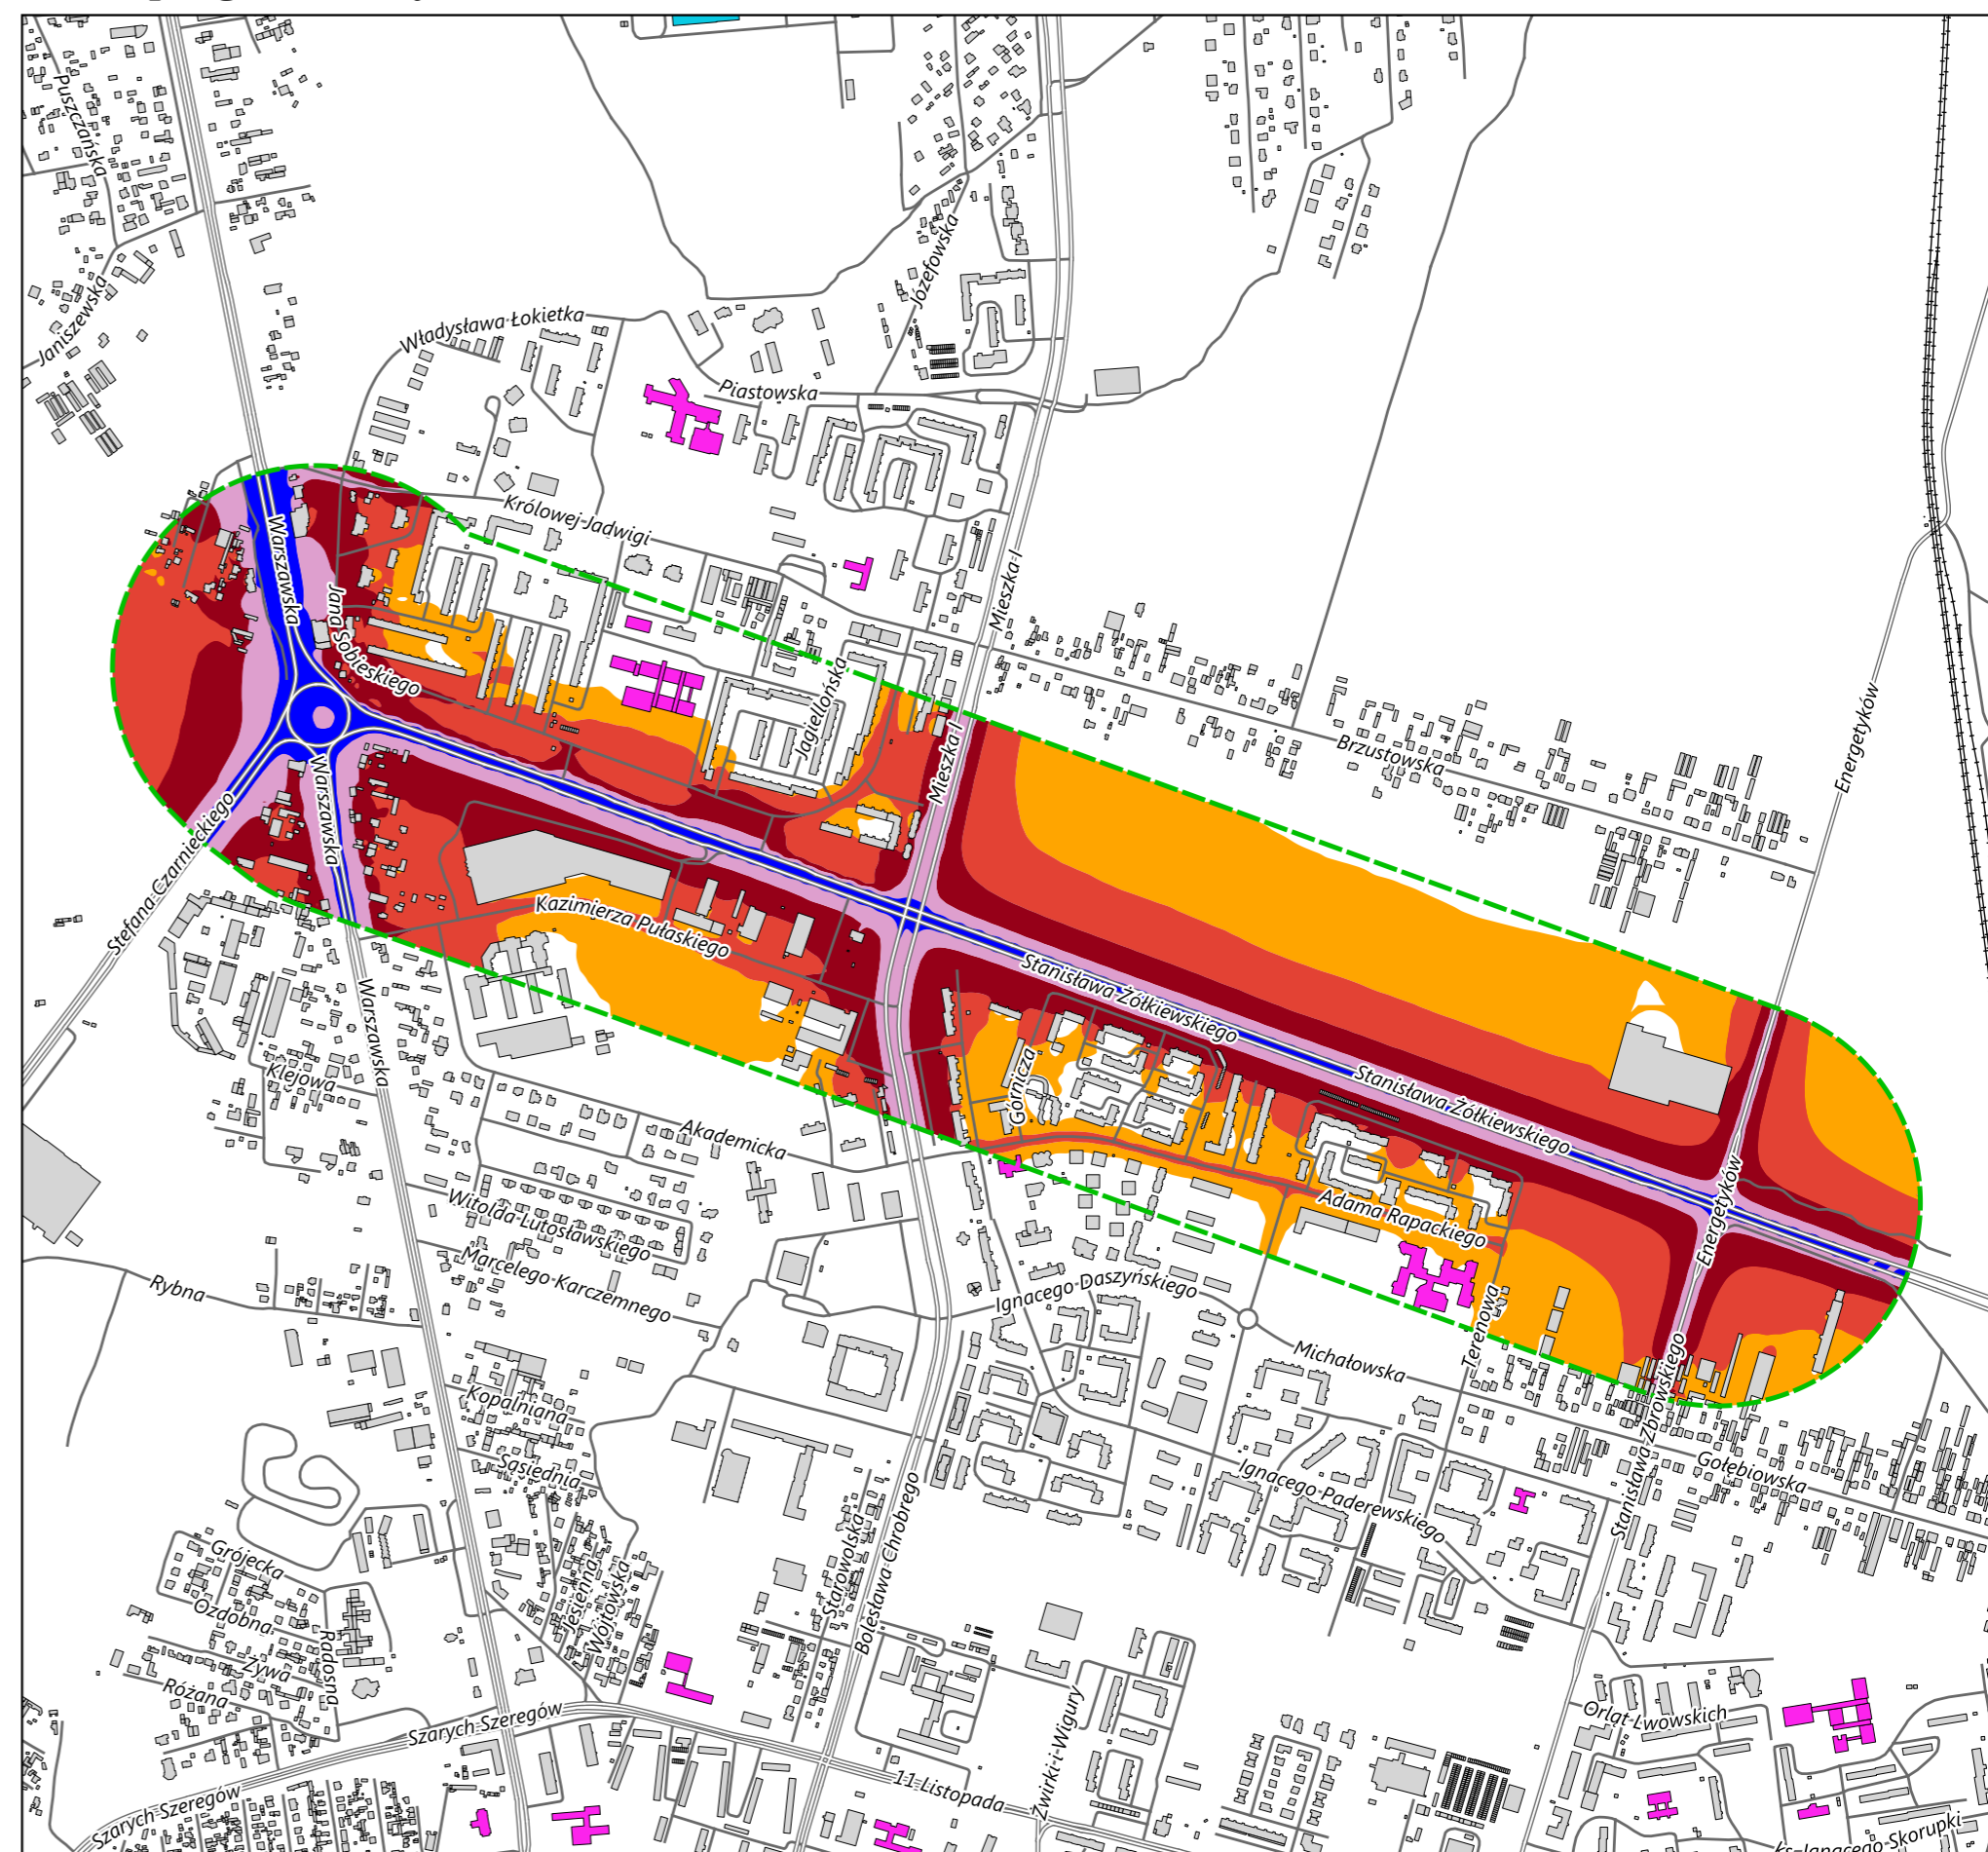 Puszczańska
Janiszewska
Józefowska
Władysława Łokietka
Piastowska
Królowej Jadwigi
Warszawska
Mieszka I
Jana Sobieskiego
Jagiellońska
Mieszka I
Brzustowska
Energetyków
Warszawska
Stefana Czarnieckiego
Kazimierza Pułaskiego
Stanisława Żółkiewskiego
Warszawska
Stanisława Żółkiewskiego
Klejowa
Górnicza
Akademicka
Energetyków
Witolda Lutosławskiego
Adama Rapackiego
Marcelego Karczemnego
Rybna
Ignacego Daszyńskiego
Terenowa
Michałowska
Stanisława Zbrowskiego
Kopalniana
Sąsiednia
Ignacego Paderewskiego
Gołębiowska
Grójecka
Starowolska
Bolesława Chrobrego
Jesienna
Wójtowska
Ozdobna
Radosna
Żywa
Różana
Szarych Szeregów
Żwirki i Wigury
Orląt Lwowskich
11 Listopada
Szarych Szeregów
ks. Ignacego Skorupki